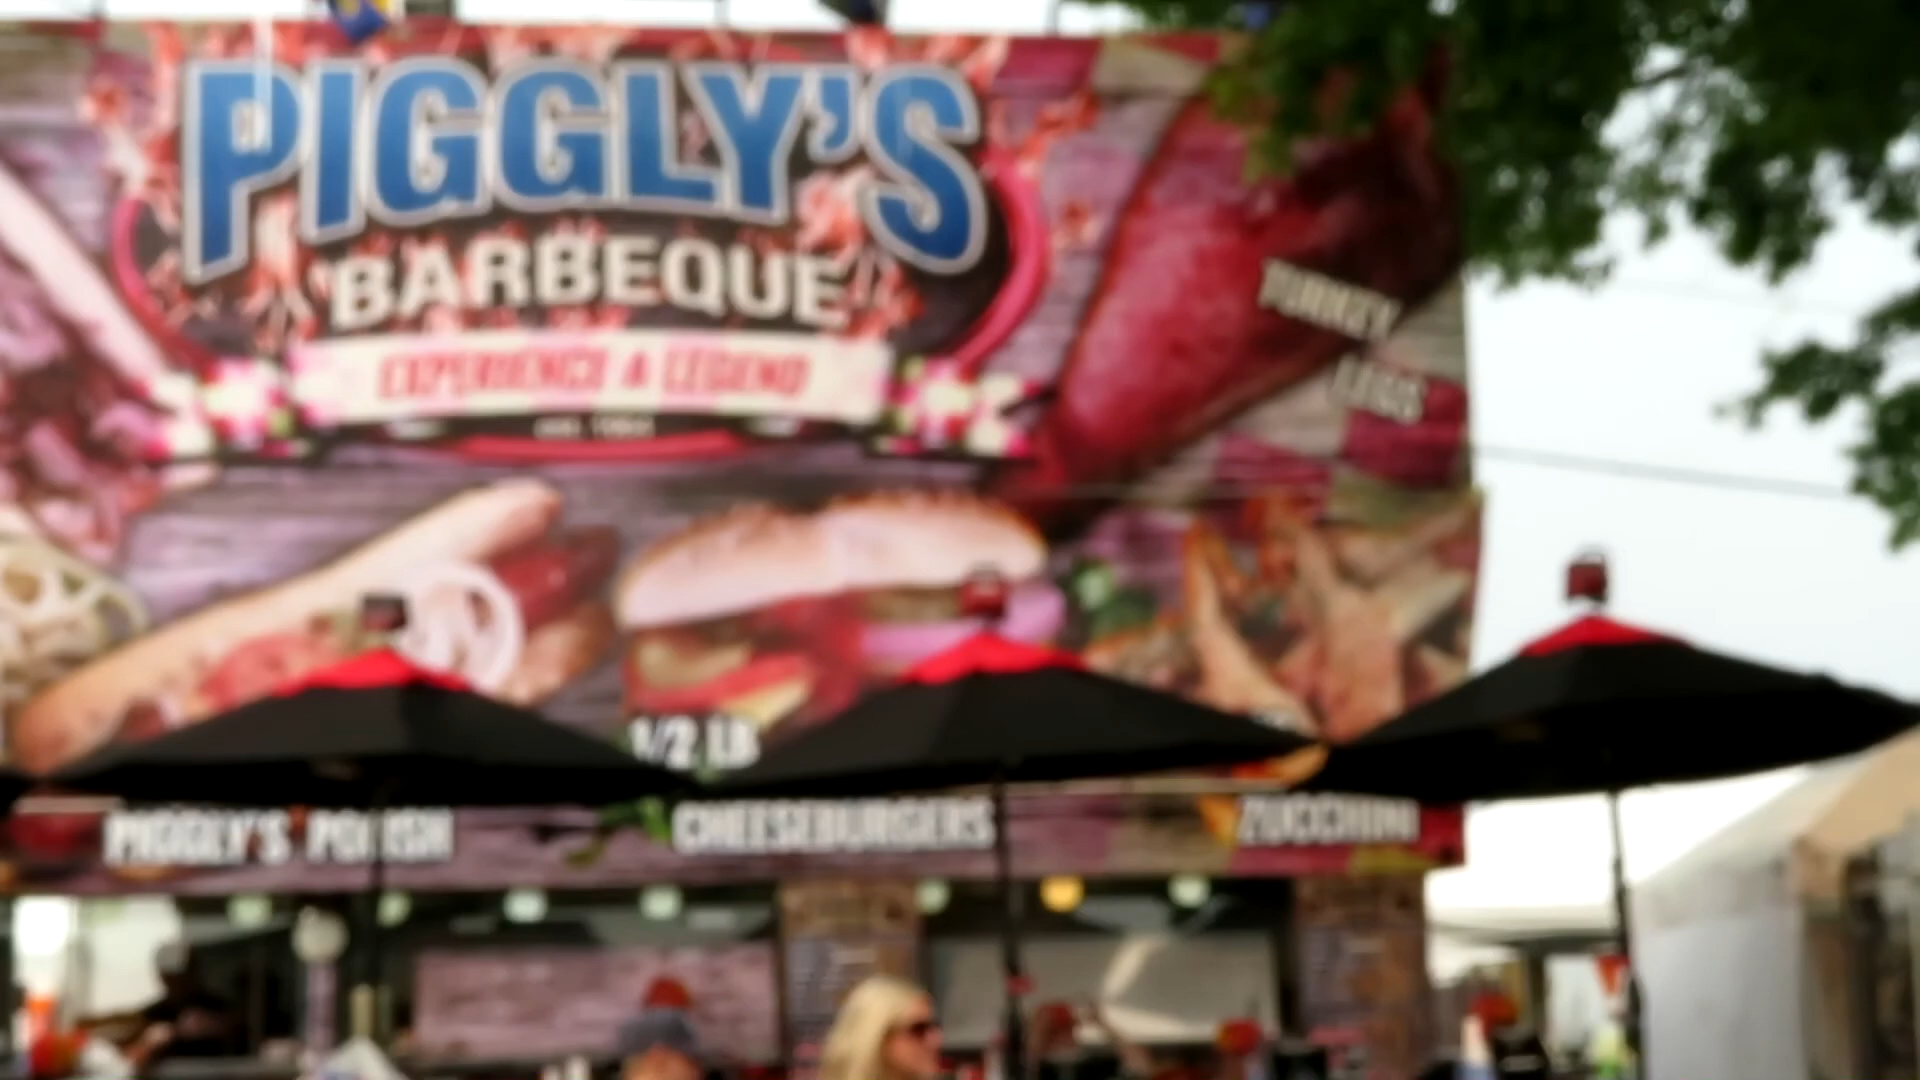 PIGGLY'S
BARBEQUE
EXPERIENCE A LEGEND
TURKEY
LEGS
1/2 LB
PIGGLY'S POLISH
CHEESEBURGERS
ZUCCHINI